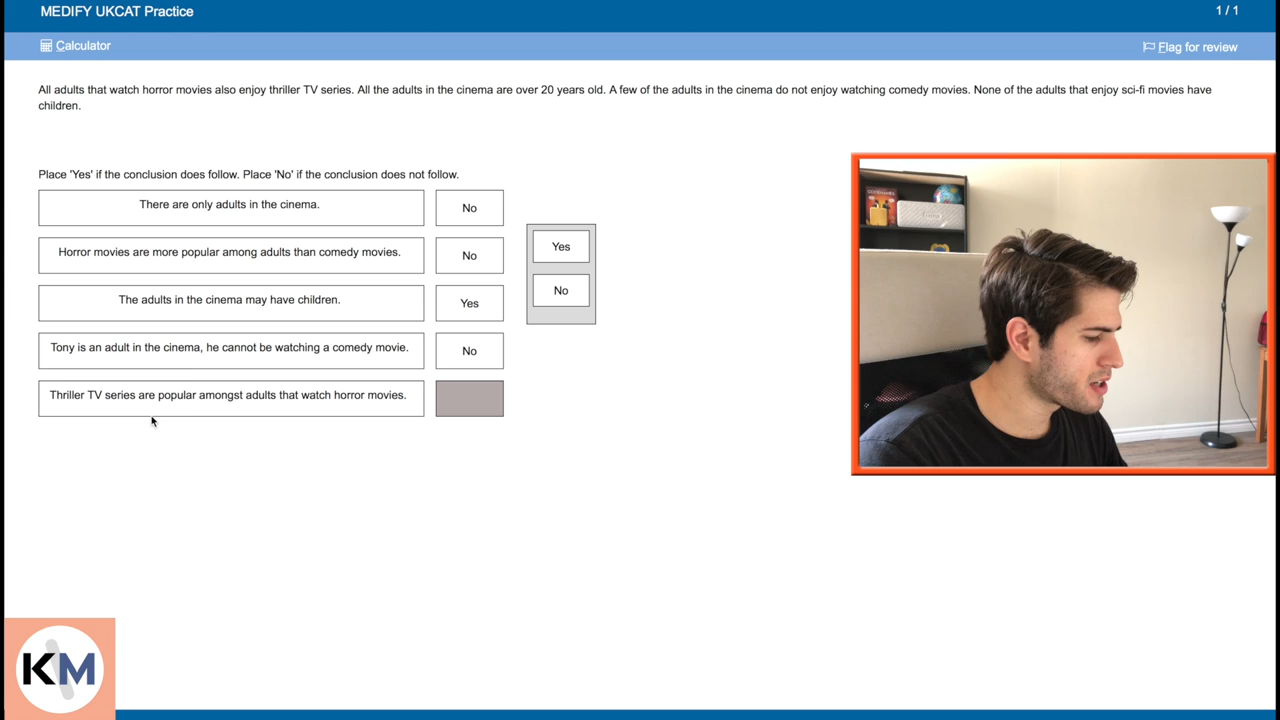 MEDIFY UKCAT Practice
1 / 1
Calculator
Flag for review
All adults that watch horror movies also enjoy thriller TV series. All the adults in the cinema are over 20 years old. A few of the adults in the cinema do not enjoy watching comedy movies. None of the adults that enjoy sci-fi movies have
children.
Place 'Yes' if the conclusion does follow. Place 'No' if the conclusion does not follow.
There are only adults in the cinema.
No
Horror movies are more popular among adults than comedy movies.
No
The adults in the cinema may have children.
Yes
Tony is an adult in the cinema, he cannot be watching a comedy movie.
No
Thriller TV series are popular amongst adults that watch horror movies.
Yes
No
KM